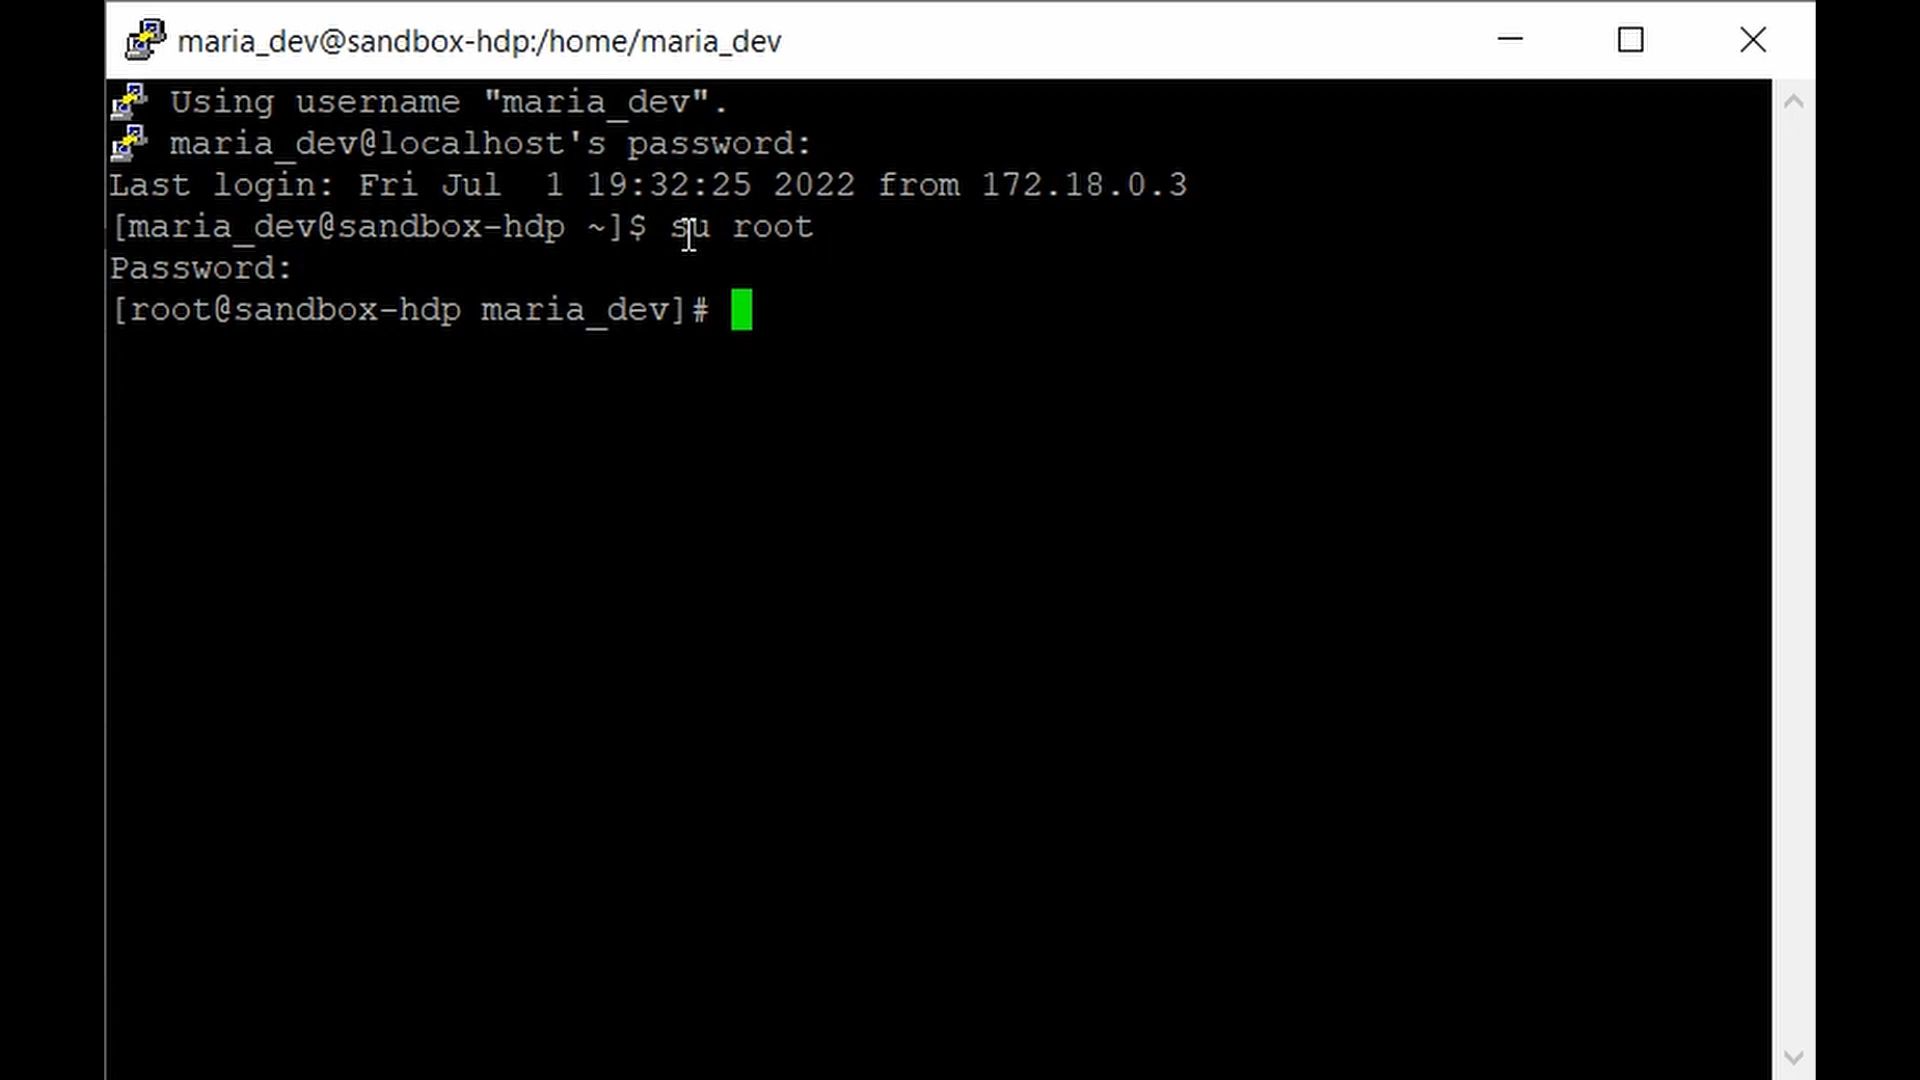 maria_dev@sandbox-hdp:/home/maria_dev
Using username "maria_dev".
maria_dev@localhost's password:
Last login: Fri Jul  1 19:32:25 2022 from 172.18.0.3
[maria_dev@sandbox-hdp ~]$ su root
Password:
[root@sandbox-hdp maria_dev]#